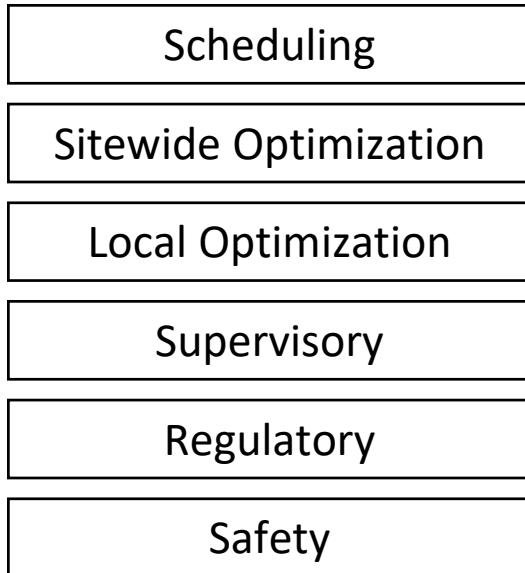 Scheduling
Sitewide Optimization
Local Optimization
Supervisory
Regulatory
Safety